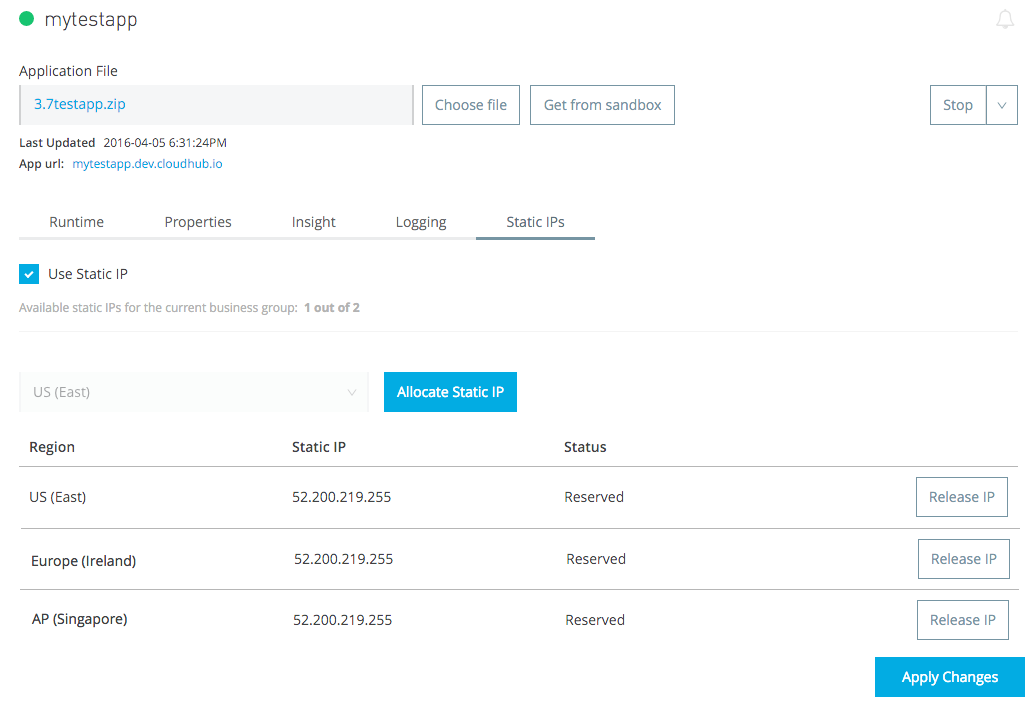 mytestapp
Application File
3.7testapp.zip Choose file Get from sandbox Stop
Last Updated 2016-04-05 6:31:24PM
App url: mytestapp.dev.cloudhub.io
Runtime Properties Insight Logging Static IPs
Use Static IP
Available static IPs for the current business group: 1 out of 2
US (East) Allocate Static IP
Region Static IP Status
US (East) 52.200.219.255 Reserved Release IP
Europe (Ireland) 52.200.219.255 Reserved Release IP
AP (Singapore) 52.200.219.255 Reserved Release IP
Apply Changes